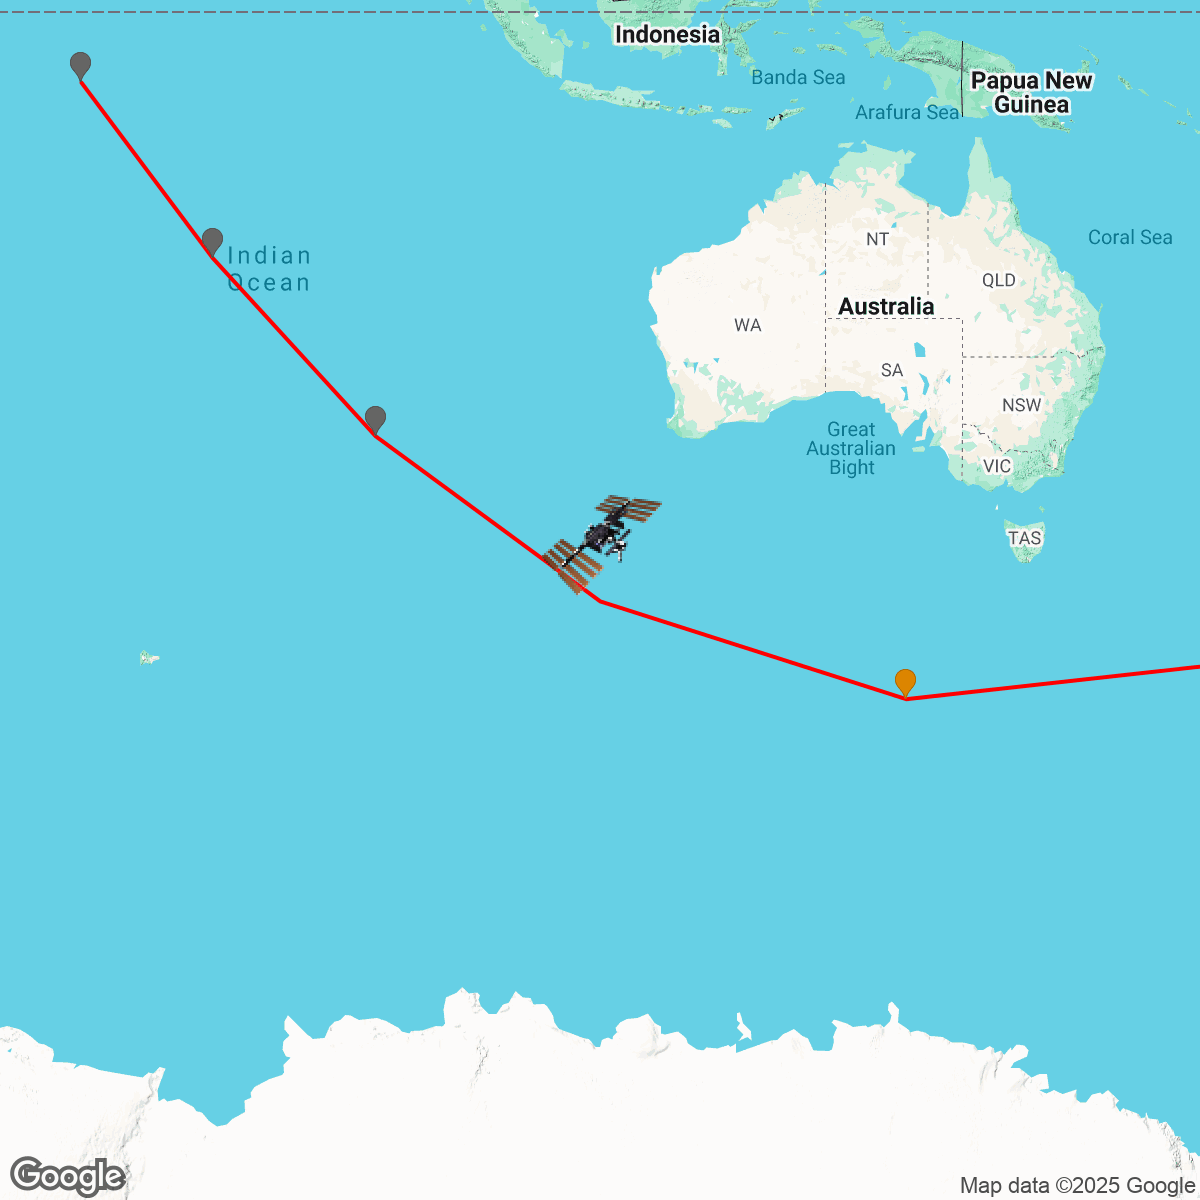 Indonesia
Banda Sea
Papua New
Guinea
Arafura Sea
Coral Sea
NT
Indian
Ocean
QLD
Australia
WA
SA
NSW
Great
Australian
Bight
VIC
TAS
Google
Map data ©2025 Google